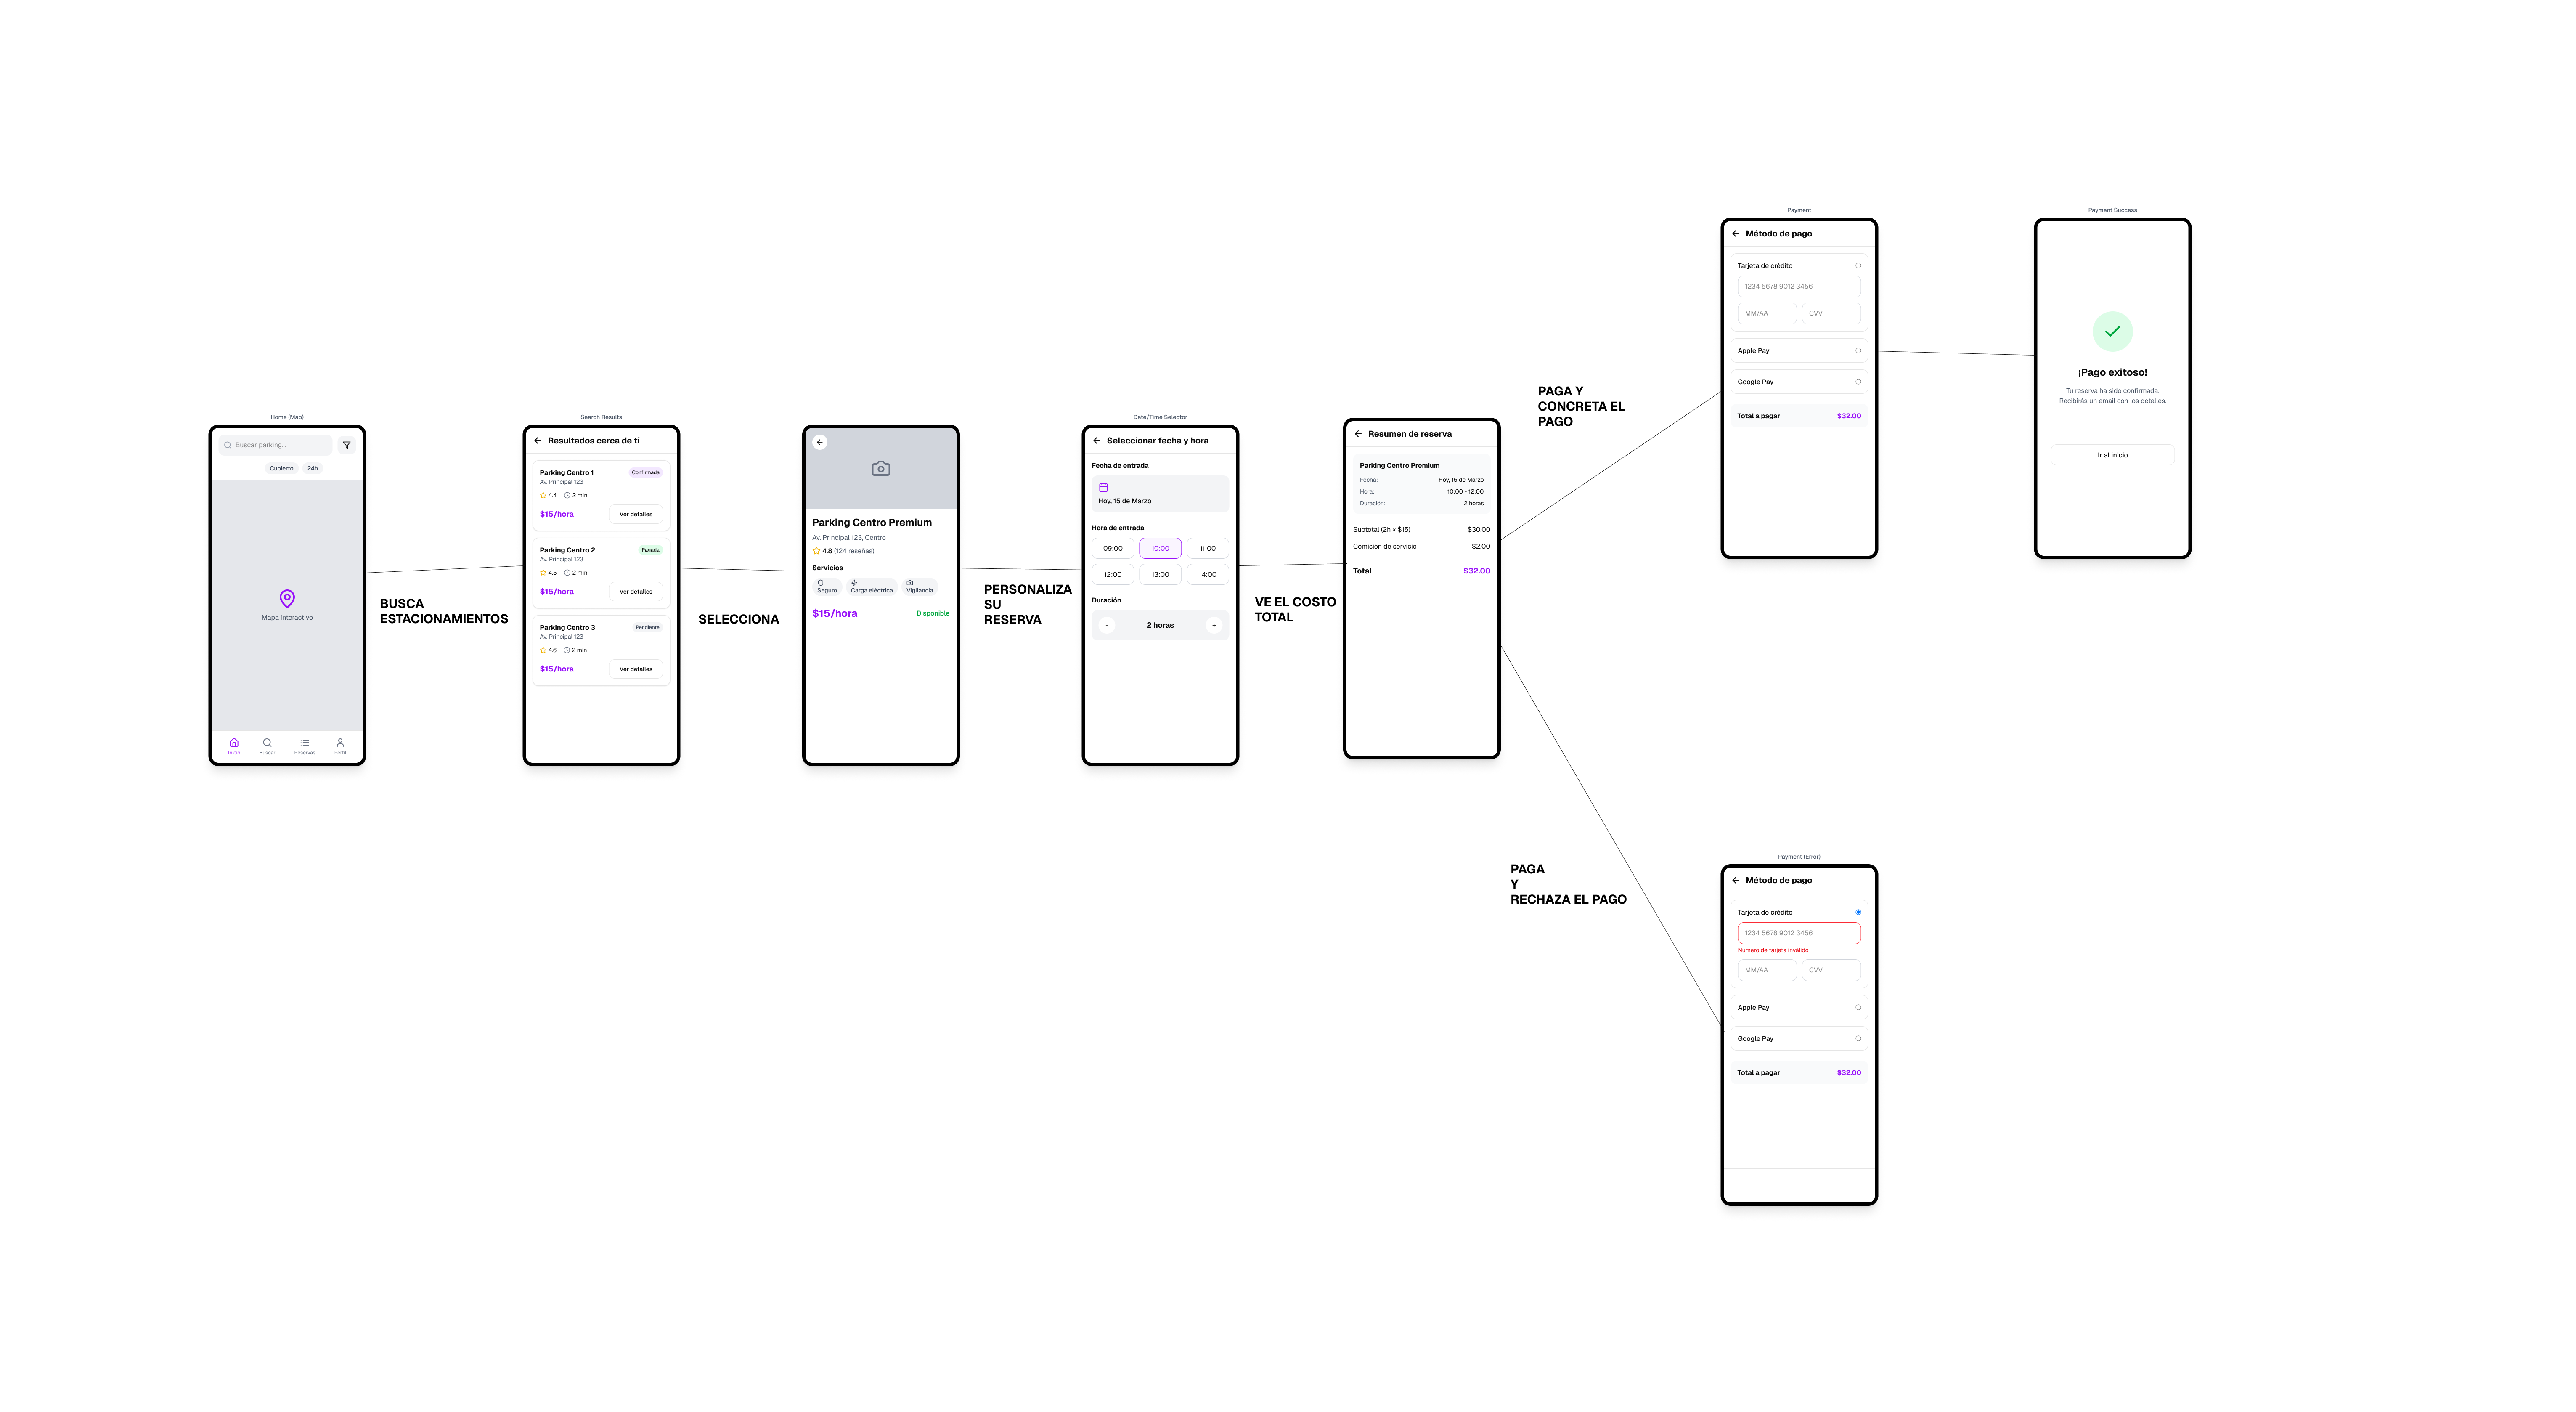 Home (Map)
Buscar parking...
Cubierto
24h
Mapa interactivo
Inicio
Buscar
Reservas
Perfil
BUSCA
ESTACIONAMIENTOS
Search Results
Resultados cerca de ti
Parking Centro 1
Confirmada
Av. Principal 123
4.4
2 min
$15/hora
Ver detalles
Parking Centro 2
Pagada
Av. Principal 123
4.5
2 min
$15/hora
Ver detalles
Parking Centro 3
Pendiente
Av. Principal 123
4.6
2 min
$15/hora
Ver detalles
SELECCIONA
Parking Centro Premium
Av. Principal 123, Centro
4.8 (124 reseñas)
Servicios
Seguro
Carga eléctrica
Vigilancia
$15/hora
Disponible
PERSONALIZA
SU
RESERVA
Date/Time Selector
Seleccionar fecha y hora
Fecha de entrada
Hoy, 15 de Marzo
Hora de entrada
09:00
10:00
11:00
12:00
13:00
14:00
Duración
-
2 horas
+
VE EL COSTO
TOTAL
Resumen de reserva
Parking Centro Premium
Fecha:
Hoy, 15 de Marzo
Hora:
10:00 - 12:00
Duración:
2 horas
Subtotal (2h × $15)
$30.00
Comisión de servicio
$2.00
Total
$32.00
PAGA Y
CONCRETA EL
PAGO
Payment
Método de pago
Tarjeta de crédito
1234 5678 9012 3456
MM/AA
CVV
Apple Pay
Google Pay
Total a pagar
$32.00
Payment Success
¡Pago exitoso!
Tu reserva ha sido confirmada.
Recibirás un email con los detalles.
Ir al inicio
PAGA
Y
RECHAZA EL PAGO
Payment (Error)
Método de pago
Tarjeta de crédito
1234 5678 9012 3456
Número de tarjeta inválido
MM/AA
CVV
Apple Pay
Google Pay
Total a pagar
$32.00